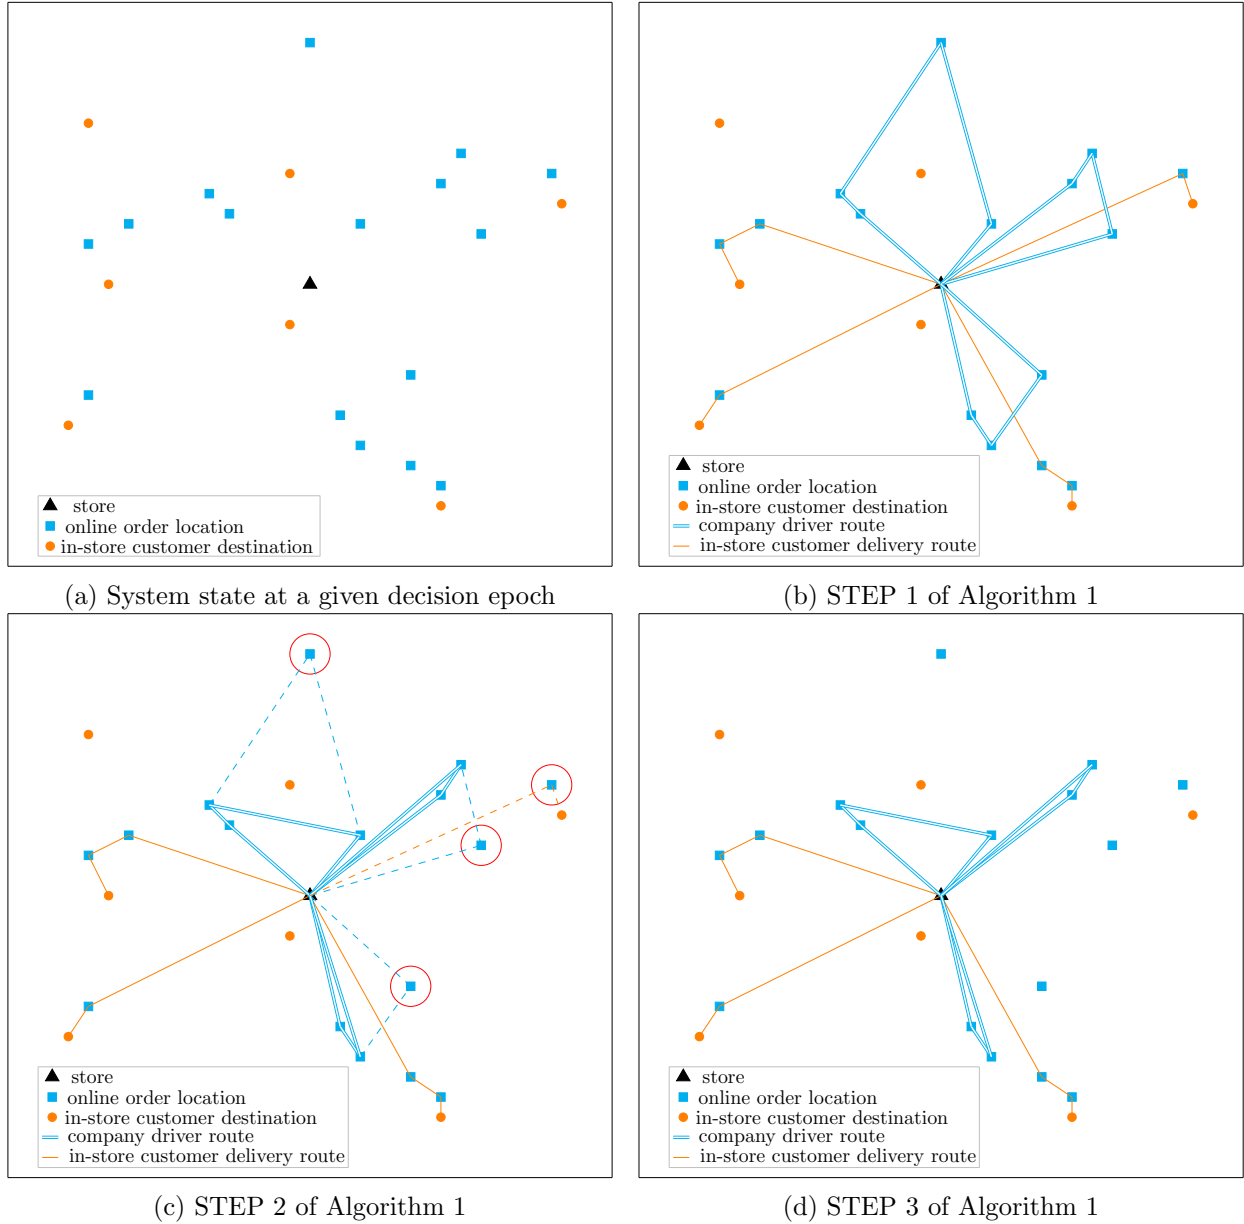 store
online order location
in-store customer destination
(a) System state at a given decision epoch
store
online order location
in-store customer destination
company driver route
in-store customer delivery route
(b) STEP 1 of Algorithm 1
store
online order location
in-store customer destination
company driver route
in-store customer delivery route
(c) STEP 2 of Algorithm 1
store
online order location
in-store customer destination
company driver route
in-store customer delivery route
(d) STEP 3 of Algorithm 1